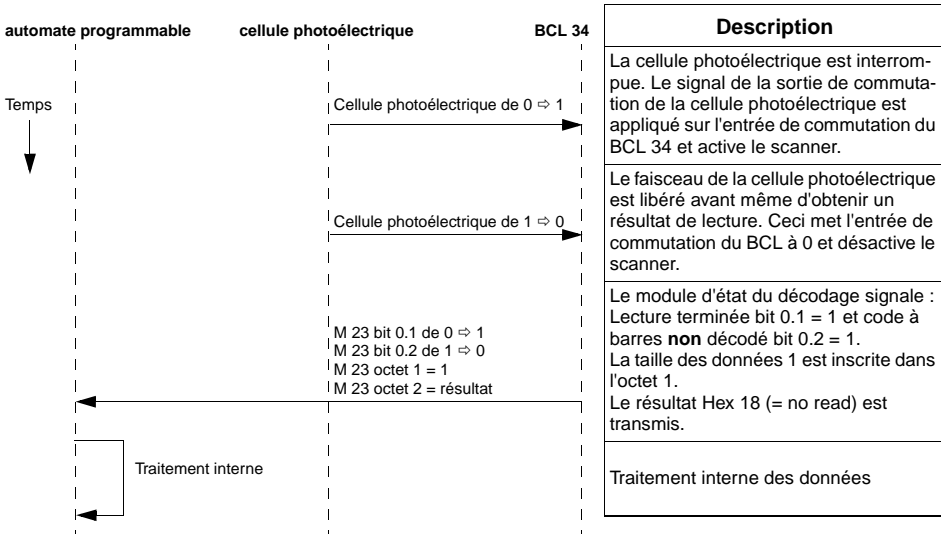 automate programmable cellule photoélectrique BCL 34
Temps
Cellule photoélectrique de 0 ⇨ 1
Cellule photoélectrique de 1 ⇨ 0
M 23 bit 0.1 de 0 ⇨ 1
M 23 bit 0.2 de 1 ⇨ 0
M 23 octet 1 = 1
M 23 octet 2 = résultat
Traitement interne
Description
La cellule photoélectrique est interrom-
pue. Le signal de la sortie de commuta-
tion de la cellule photoélectrique est
appliqué sur l'entrée de commutation du
BCL 34 et active le scanner.
Le faisceau de la cellule photoélectrique
est libéré avant même d'obtenir un
résultat de lecture. Ceci met l'entrée de
commutation du BCL à 0 et désactive le
scanner.
Le module d'état du décodage signale :
Lecture terminée bit 0.1 = 1 et code à
barres non décodé bit 0.2 = 1.
La taille des données 1 est inscrite dans
l'octet 1.
Le résultat Hex 18 (= no read) est
transmis.
Traitement interne des données